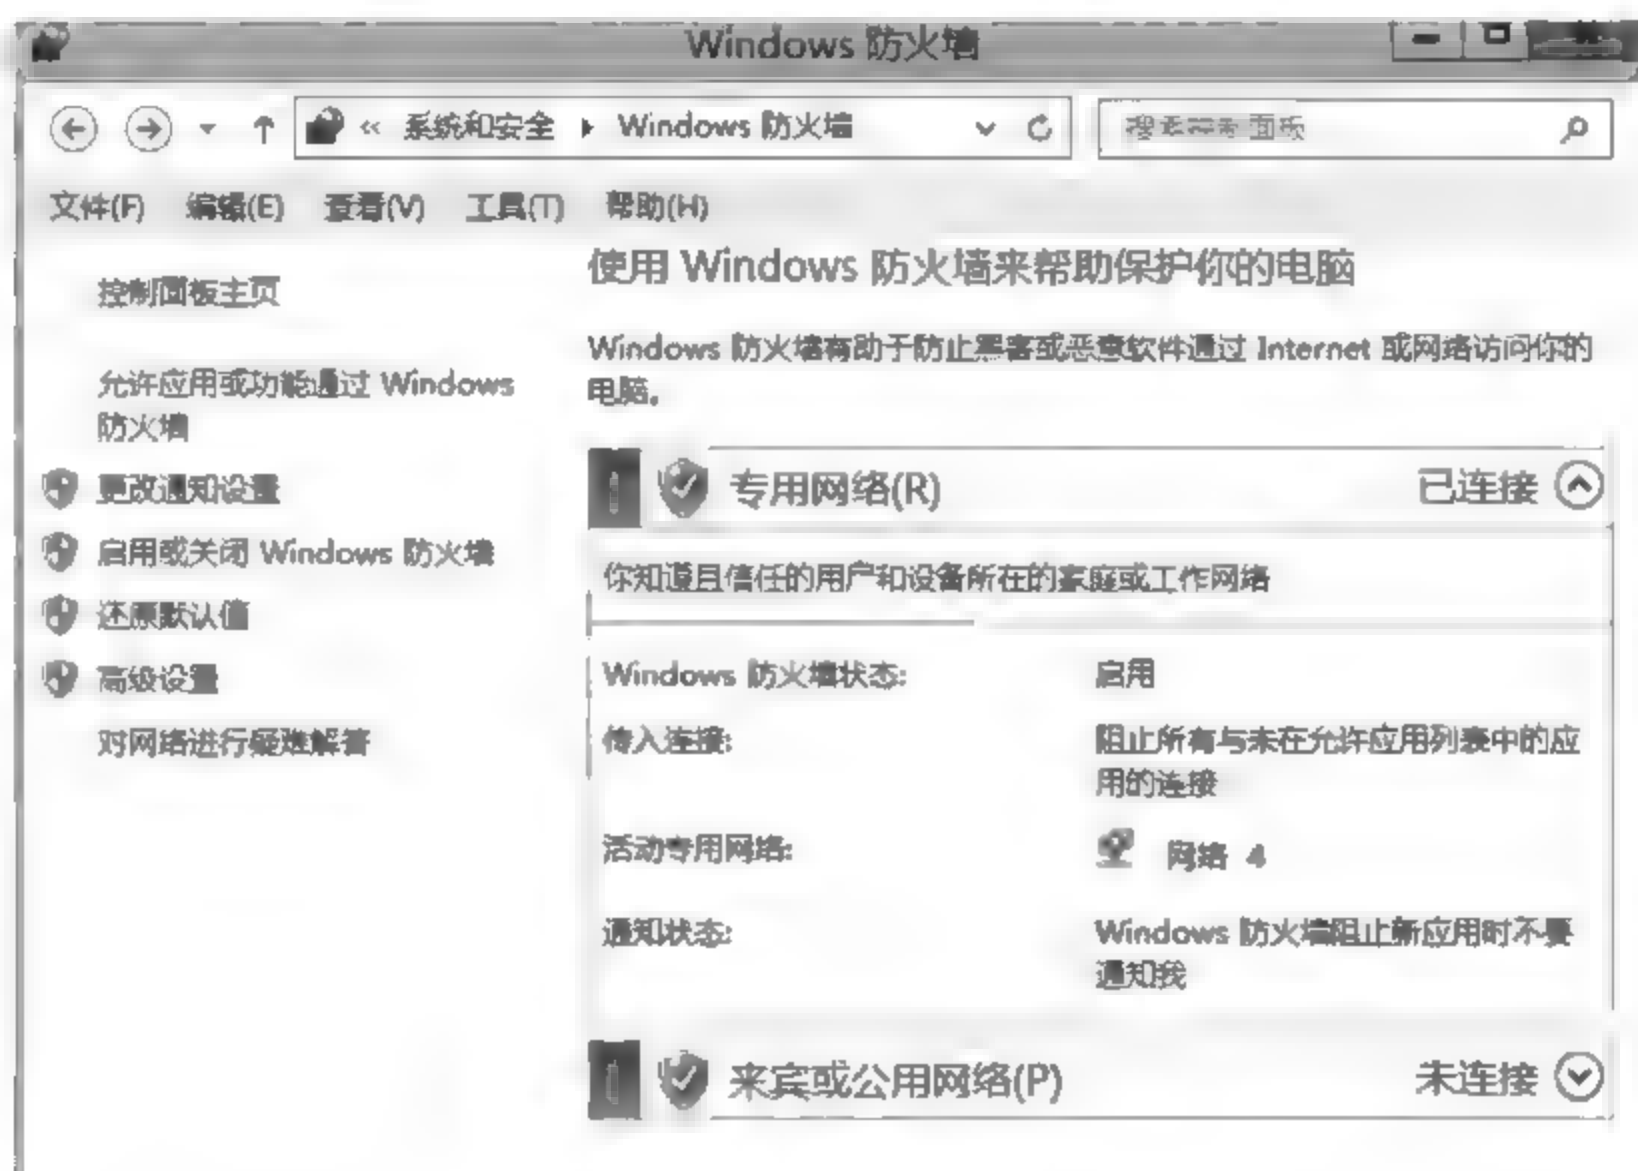 Windows 防火墙
系统和安全 Windows 防火墙
搜索控制面板
文件(F) 编辑(E) 查看(V) 工具(T) 帮助(H)
控制面板主页
允许应用或功能通过 Windows
防火墙
更改通知设置
启用或关闭 Windows 防火墙
还原默认值
高级设置
对网络进行疑难解答
使用 Windows 防火墙来帮助保护你的电脑
Windows 防火墙有助于防止黑客或恶意软件通过 Internet 或网络访问你的
电脑。
专用网络(R) 已连接
你知道且信任的用户和设备所在的家庭或工作网络
Windows 防火墙状态: 启用
传入连接: 阻止所有与未在允许应用列表中的应
用的连接
活动专用网络: 网络 4
通知状态: Windows 防火墙阻止新应用时不要
通知我
来宾或公用网络(P) 未连接